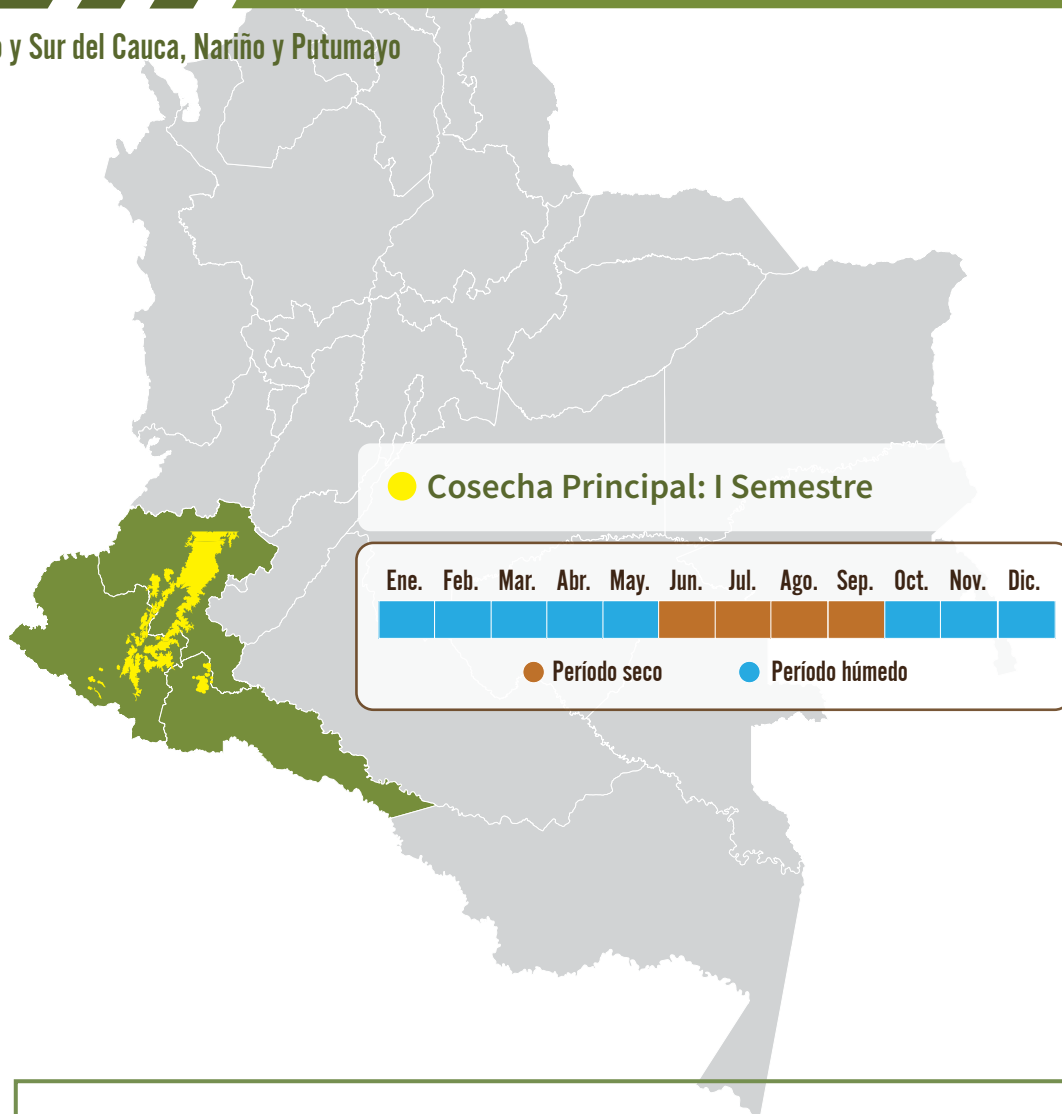 y Sur del Cauca, Nariño y Putumayo
Cosecha Principal: I Semestre
Ene. Feb. Mar. Abr. May. Jun. Jul. Ago. Sep. Oct. Nov. Dic.
Período seco Período húmedo